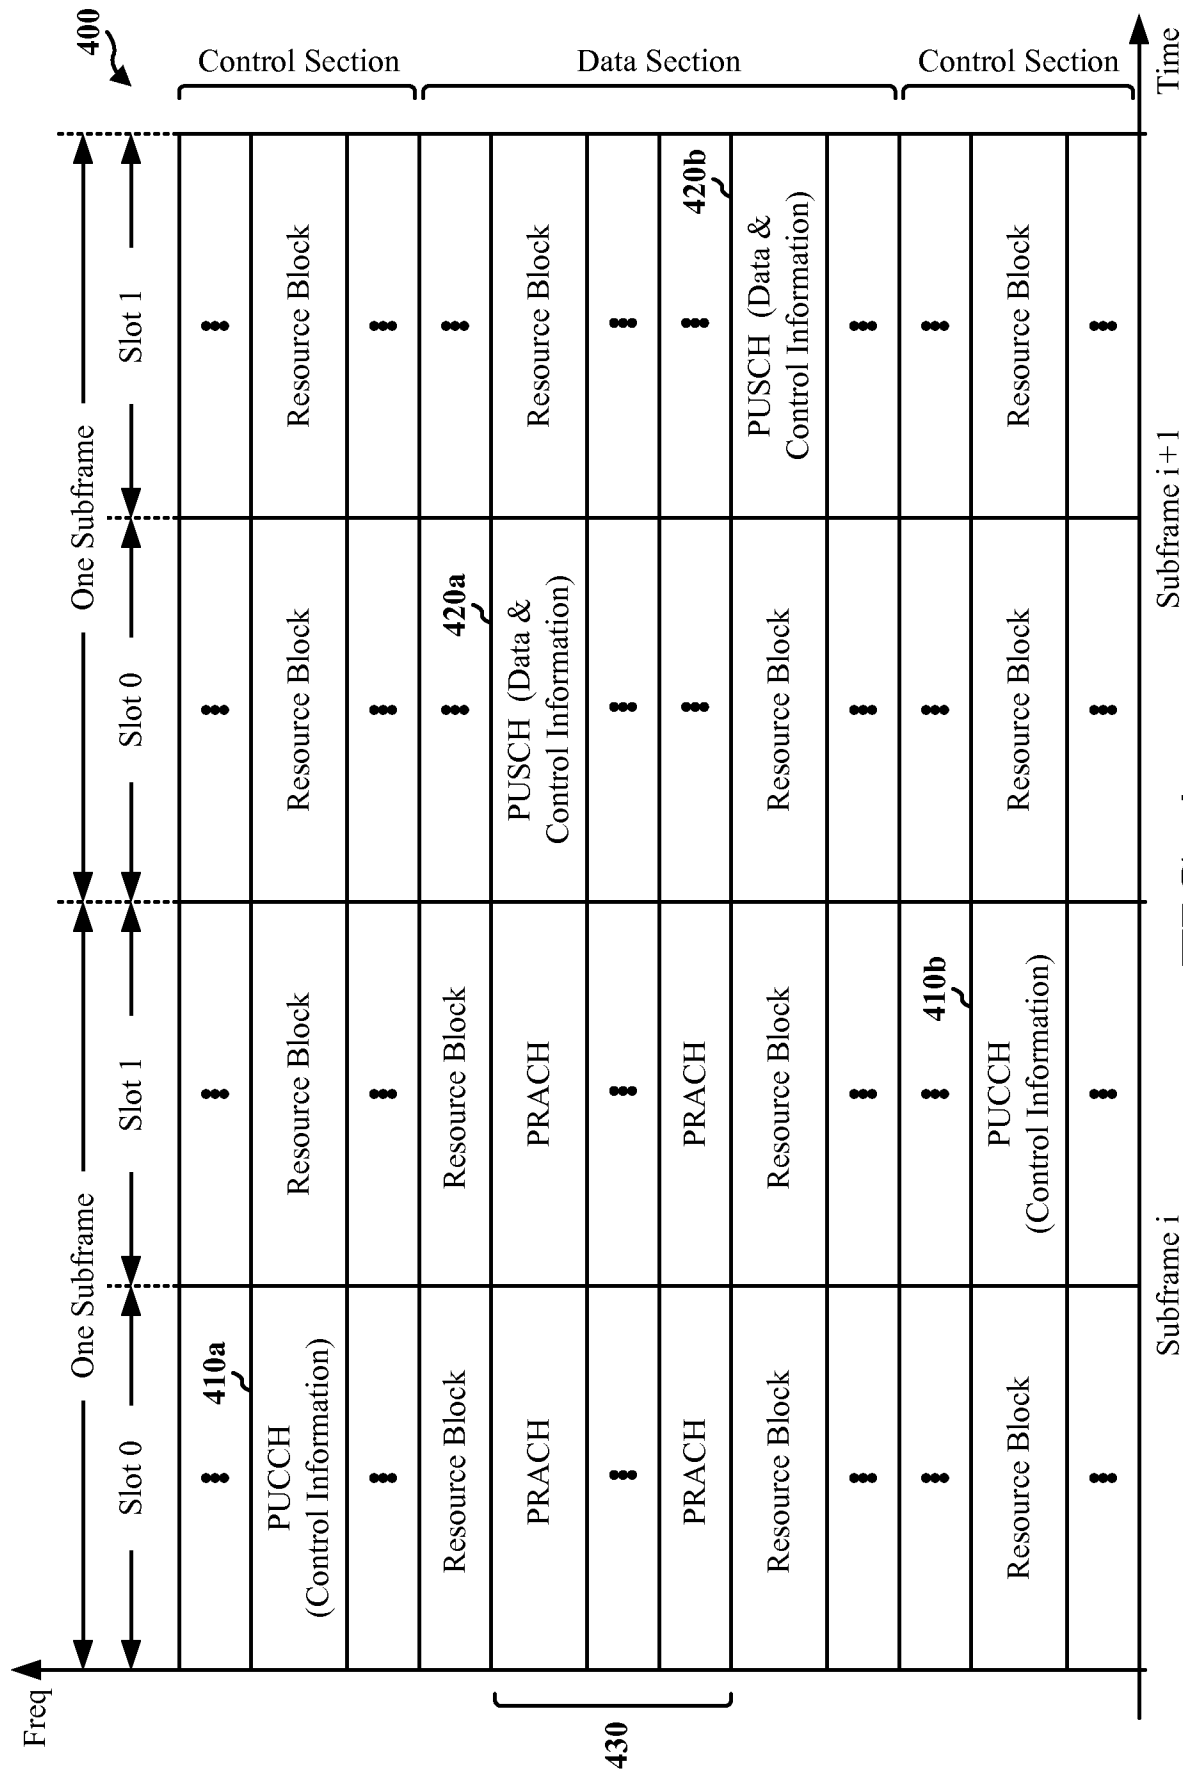 400
One Subframe
One Subframe
Slot 0
Slot 1
Slot 0
Slot 1
Freq
Control Section
Data Section
Control Section
410a
PUCCH
(Control Information)
Resource Block
Resource Block
Resource Block
Resource Block
Resource Block
420a
PRACH
PRACH
PUSCH (Data &
Control Information)
Resource Block
430
PRACH
PRACH
420b
Resource Block
Resource Block
Resource Block
PUSCH (Data &
Control Information)
410b
Resource Block
PUCCH
(Control Information)
Resource Block
Resource Block
Subframe i
Subframe i+1
Time